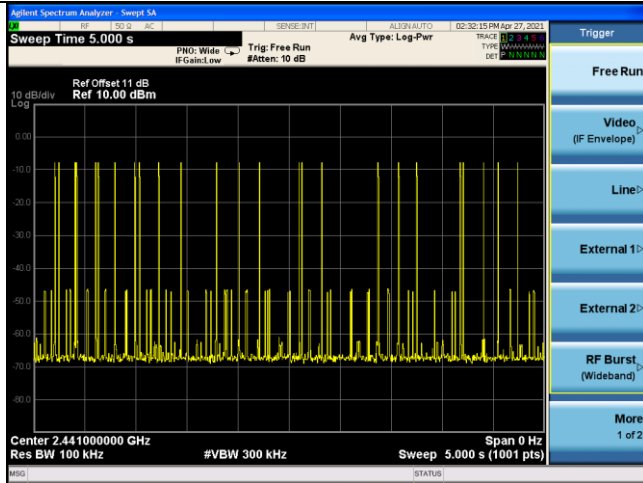 Agilent Spectrum Analyzer - Swept SA
RF 50 Ω AC SENSE:INT ALIGN AUTO 02:32:15 PM Apr 27, 2021
Sweep Time 5.000 s
PNO: Wide
IFGain:Low
Trig: Free Run
#Atten: 10 dB
Avg Type: Log-Pwr
TRACE 1 2 3 4 5 6
TYPE WWWWWW
DET P N N N N N
Ref Offset 11 dB
10 dB/div Ref 10.00 dBm
Log
0.00
-10.0
-20.0
-30.0
-40.0
-50.0
-60.0
-70.0
-80.0
Center 2.441000000 GHz Span 0 Hz
Res BW 100 kHz #VBW 300 kHz Sweep 5.000 s (1001 pts)
MSG STATUS
Trigger
Free Run
Video
(IF Envelope)
Line
External 1
External 2
RF Burst
(Wideband)
More
1 of 2